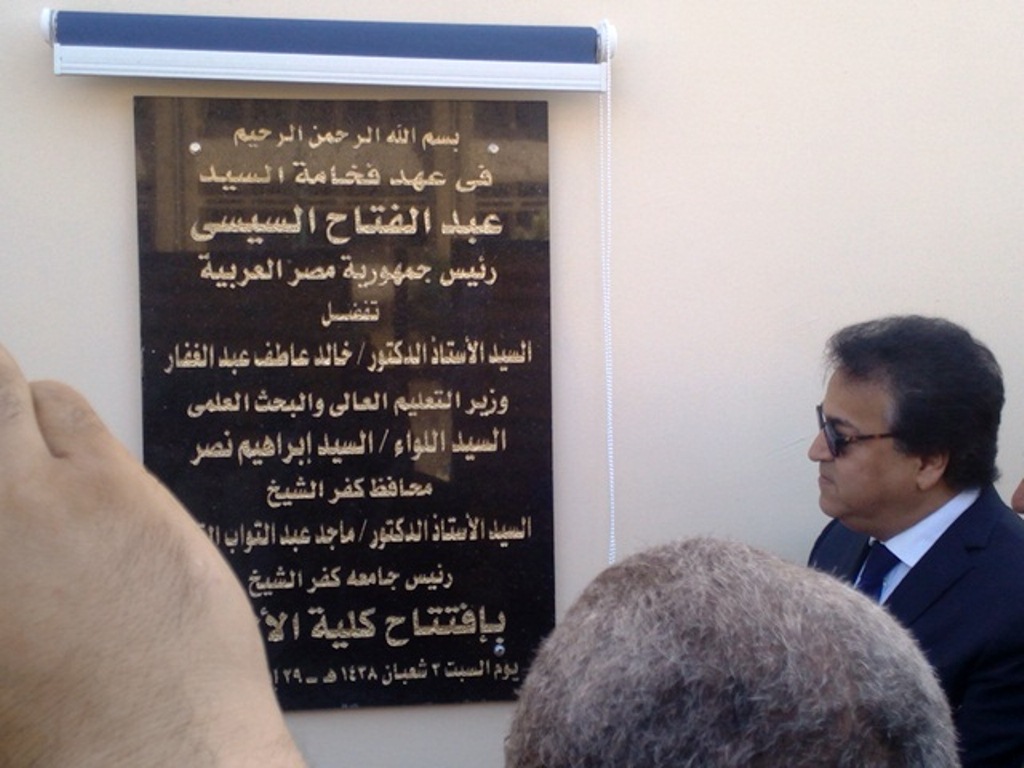 بسم الله الرحمن الرحيم
فى عهد فخامة السيد
عبد الفتاح السيسى
رئيس جمهورية مصر العربية
تفضل
السيد الأستاذ الدكتور / خالد عاطف عبد الغفار
وزير التعليم العالى والبحث العلمى
السيد اللواء / السيد إبراهيم نصر
محافظ كفر الشيخ
السيد الأستاذ الدكتور / ماجد عبد التواب
رئيس جامعه كفر الشيخ
بإفتتاح كلية
يوم السبت ٣ شعبان ١٤٣٨ هـ - ٢٩